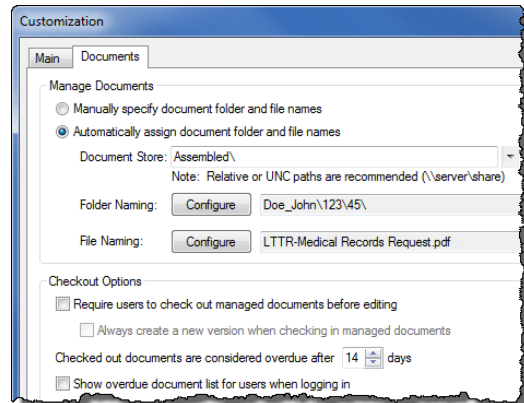 Customization
Main Documents
Manage Documents
Manually specify document folder and file names
Automatically assign document folder and file names
Document Store: Assembled\
Note: Relative or UNC paths are recommended (\\server\share)
Folder Naming: Configure Doe_John\123\45\
File Naming: Configure LTTR-Medical Records Request.pdf
Checkout Options
Require users to check out managed documents before editing
Always create a new version when checking in managed documents
Checked out documents are considered overdue after 14 days
Show overdue document list for users when logging in